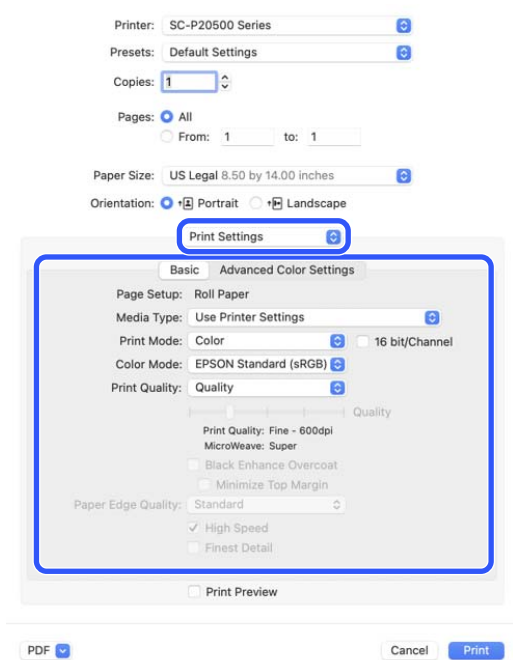 Printer: SC-P20500 Series
Presets: Default Settings
Copies: 1
Pages: All
From: 1 to: 1
Paper Size: US Legal 8.50 by 14.00 inches
Orientation: Portrait Landscape
Print Settings
Basic Advanced Color Settings
Page Setup: Roll Paper
Media Type: Use Printer Settings
Print Mode: Color 16 bit/Channel
Color Mode: EPSON Standard (sRGB)
Print Quality: Quality
Quality
Print Quality: Fine - 600dpi
MicroWeave: Super
Black Enhance Overcoat
Minimize Top Margin
Paper Edge Quality: Standard
High Speed
Finest Detail
Print Preview
PDF Cancel Print